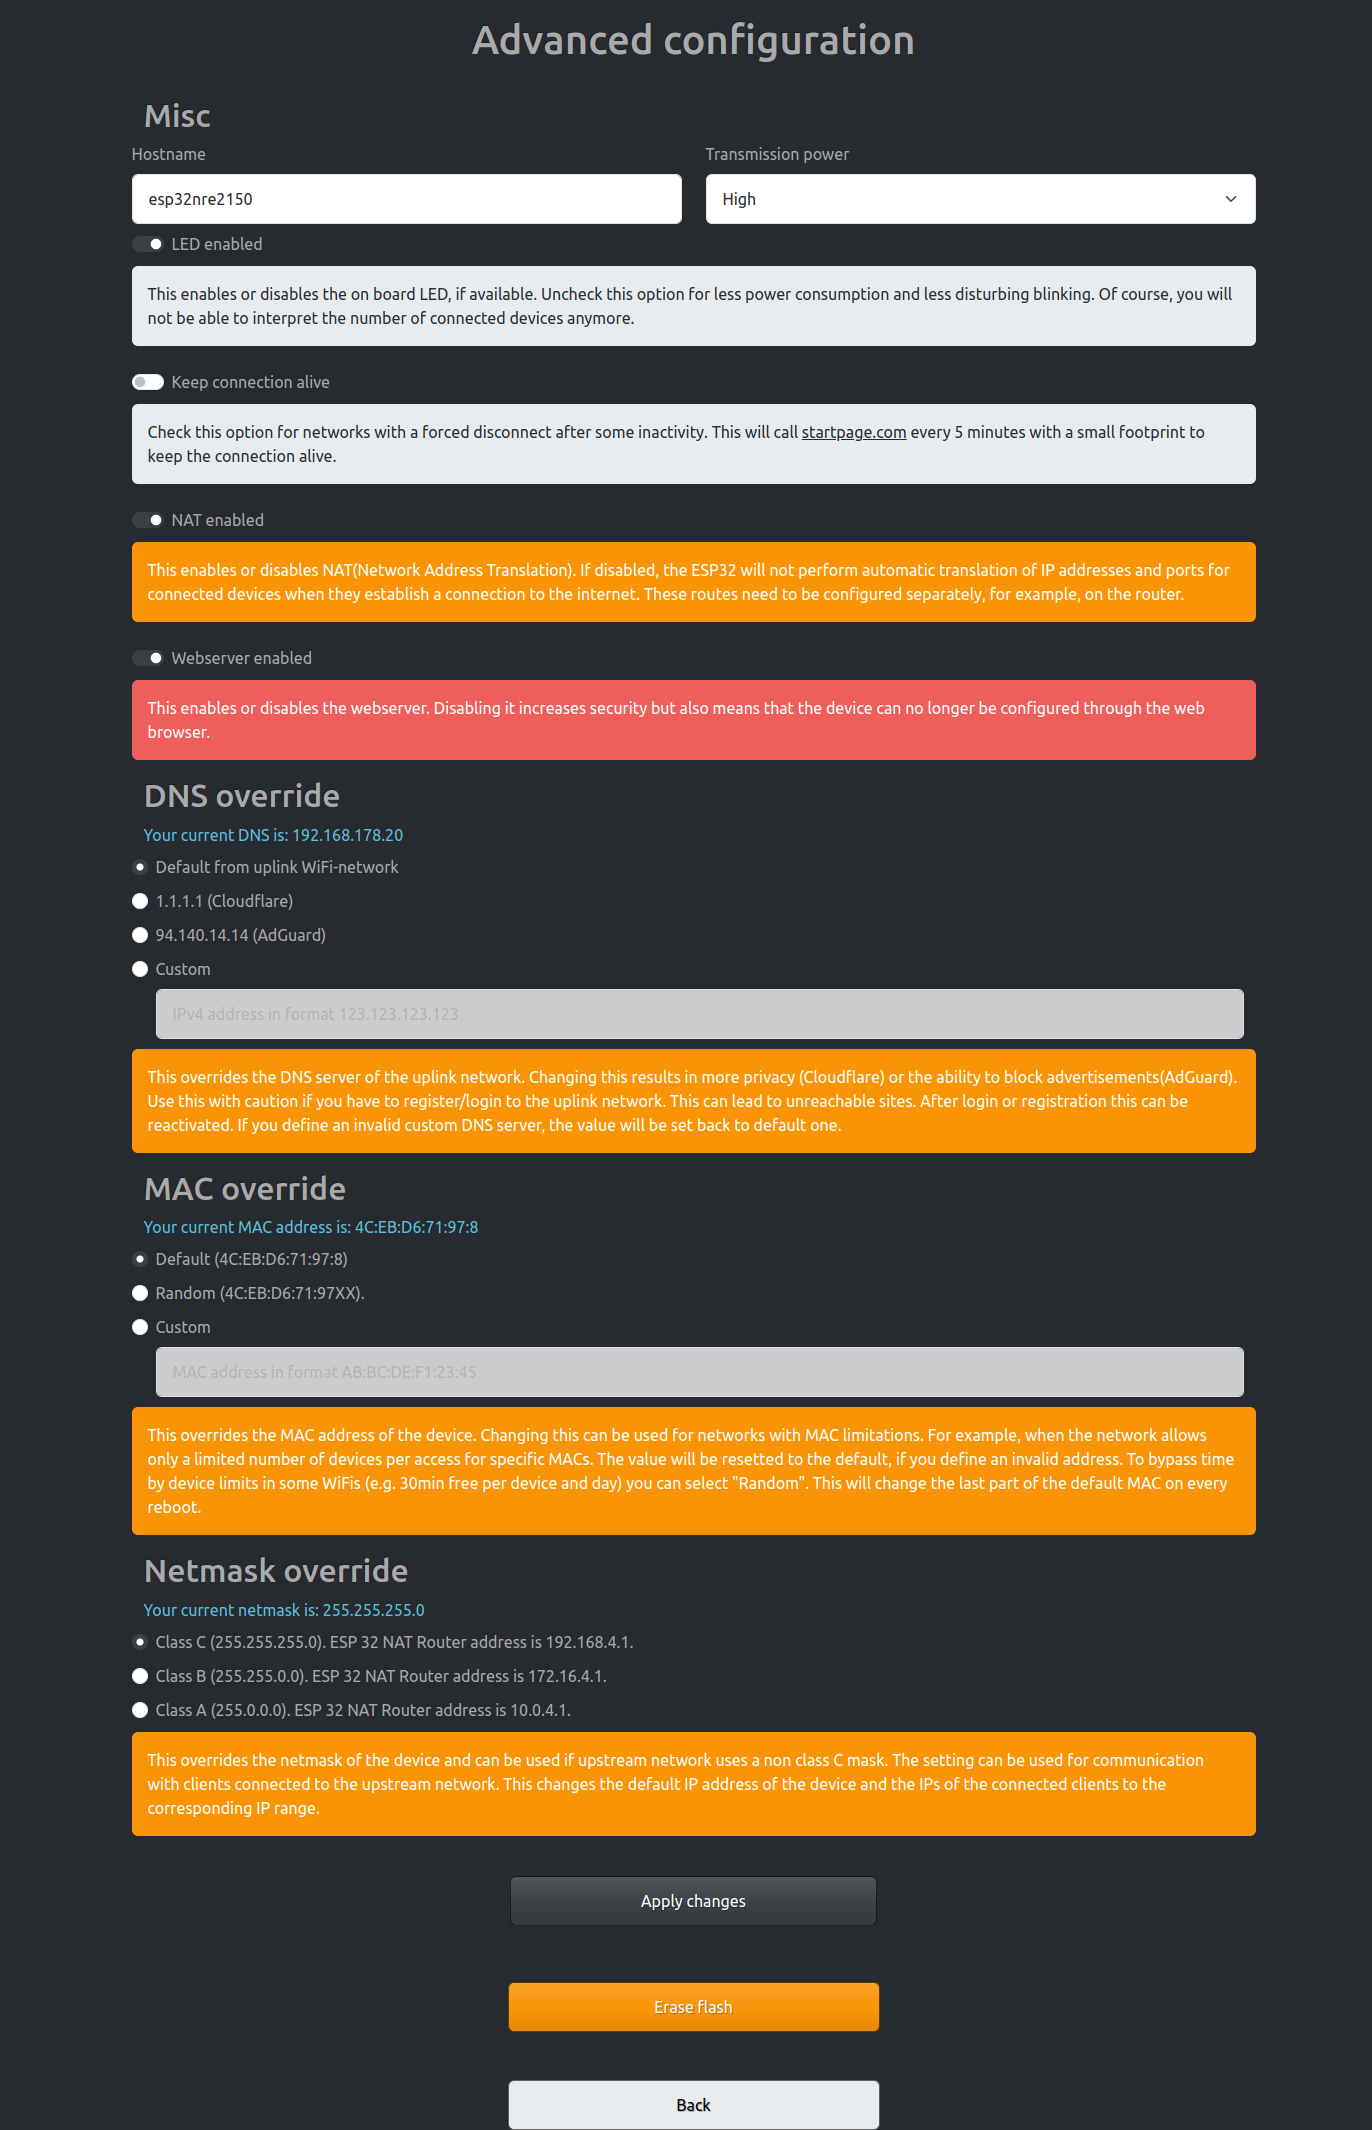 Advanced configuration
Misc
Hostname
Transmission power
esp32nre2150
High
LED enabled
This enables or disables the on board LED, if available. Uncheck this option for less power consumption and less disturbing blinking. Of course, you will
not be able to interpret the number of connected devices anymore.
Keep connection alive
Check this option for networks with a forced disconnect after some inactivity. This will call startpage.com every 5 minutes with a small footprint to
keep the connection alive.
NAT enabled
This enables or disables NAT(Network Address Translation). If disabled, the ESP32 will not perform automatic translation of IP addresses and ports for
connected devices when they establish a connection to the internet. These routes need to be configured separately, for example, on the router.
Webserver enabled
This enables or disables the webserver. Disabling it increases security but also means that the device can no longer be configured through the web
browser.
DNS override
Your current DNS is: 192.168.178.20
Default from uplink WiFi-network
1.1.1.1 (Cloudflare)
94.140.14.14 (AdGuard)
Custom
IPv4 address in format 123.123.123.123
This overrides the DNS server of the uplink network. Changing this results in more privacy (Cloudflare) or the ability to block advertisements(AdGuard).
Use this with caution if you have to register/login to the uplink network. This can lead to unreachable sites. After login or registration this can be
reactivated. If you define an invalid custom DNS server, the value will be set back to default one.
MAC override
Your current MAC address is: 4C:EB:D6:71:97:8
Default (4C:EB:D6:71:97:8)
Random (4C:EB:D6:71:97XX).
Custom
MAC address in format AB:BC:DE:F1:23:45
This overrides the MAC address of the device. Changing this can be used for networks with MAC limitations. For example, when the network allows
only a limited number of devices per access for specific MACs. The value will be resetted to the default, if you define an invalid address. To bypass time
by device limits in some WiFis (e.g. 30min free per device and day) you can select "Random". This will change the last part of the default MAC on every
reboot.
Netmask override
Your current netmask is: 255.255.255.0
Class C (255.255.255.0). ESP 32 NAT Router address is 192.168.4.1.
Class B (255.255.0.0). ESP 32 NAT Router address is 172.16.4.1.
Class A (255.0.0.0). ESP 32 NAT Router address is 10.0.4.1.
This overrides the netmask of the device and can be used if upstream network uses a non class C mask. The setting can be used for communication
with clients connected to the upstream network. This changes the default IP address of the device and the IPs of the connected clients to the
corresponding IP range.
Apply changes
Erase flash
Back